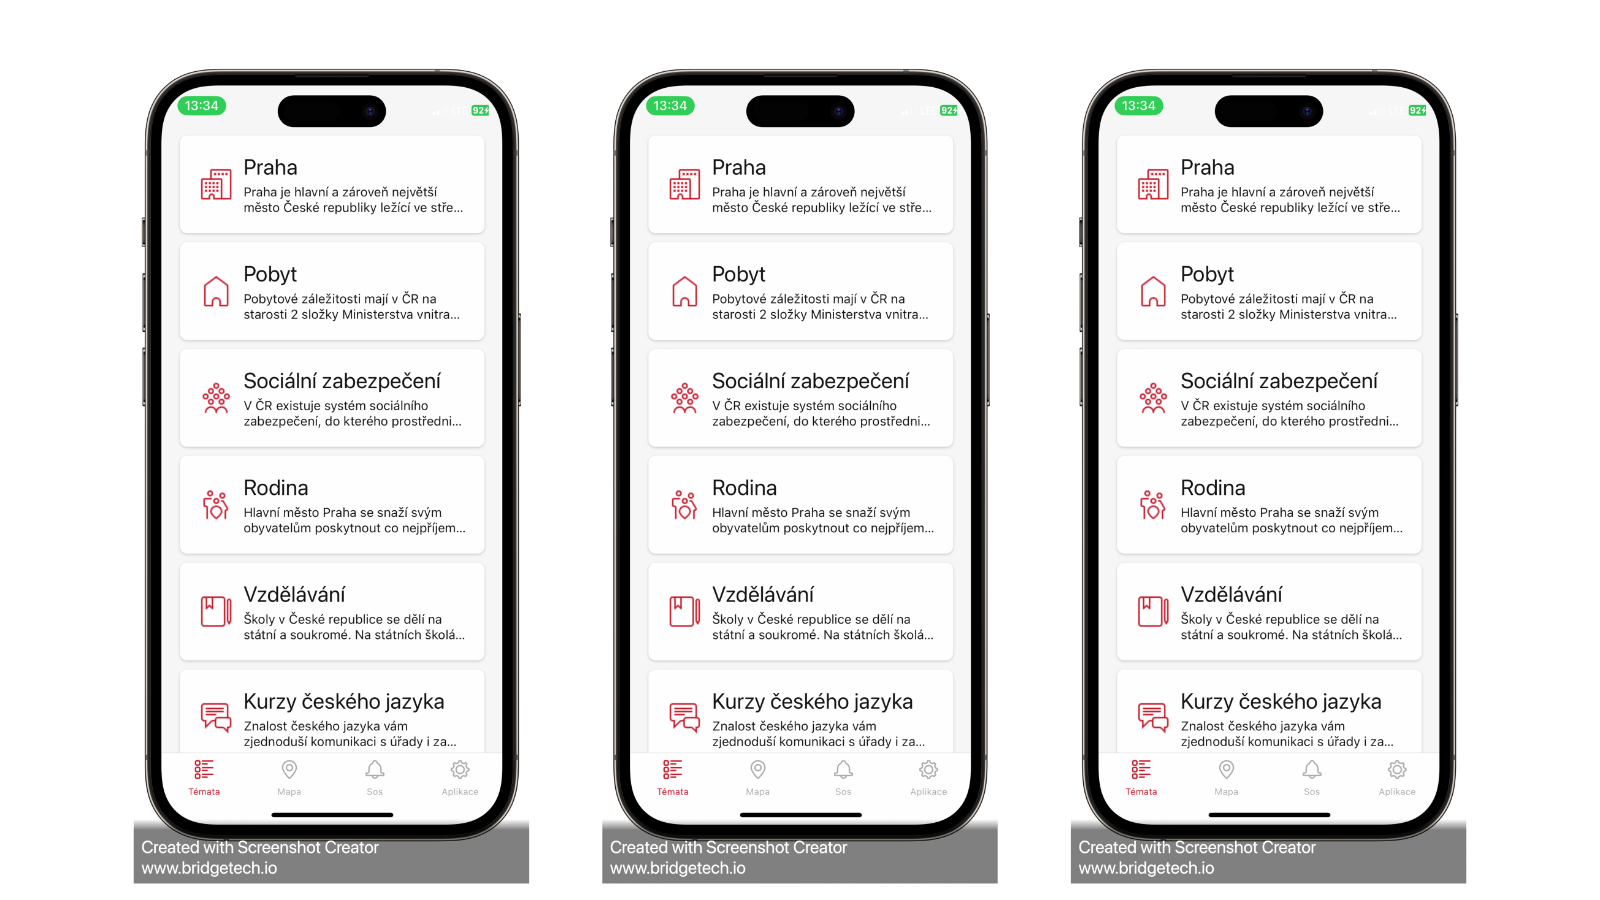 13:34
92
Praha
Praha je hlavní a zároveň největší
město České republiky ležící ve stře...
Pobyt
Pobytové záležitosti mají v ČR na
starosti 2 složky Ministerstva vnitra...
Sociální zabezpečení
V ČR existuje systém sociálního
zabezpečení, do kterého prostředni...
Rodina
Hlavní město Praha se snaží svým
obyvatelům poskytnout co nejpříjem...
Vzdělávání
Školy v České republice se dělí na
státní a soukromé. Na státních školá...
Kurzy českého jazyka
Znalost českého jazyka vám
zjednoduší komunikaci s úřady i za...
Témata Mapa Sos Aplikace
Created with Screenshot Creator
www.bridgetech.io
13:34
LTE 92
Praha
Praha je hlavní a zároveň největší
město České republiky ležící ve stře...
Pobyt
Pobytové záležitosti mají v ČR na
starosti 2 složky Ministerstva vnitra...
Sociální zabezpečení
V ČR existuje systém sociálního
zabezpečení, do kterého prostředni...
Rodina
Hlavní město Praha se snaží svým
obyvatelům poskytnout co nejpříjem...
Vzdělávání
Školy v České republice se dělí na
státní a soukromé. Na státních školá...
Kurzy českého jazyka
Znalost českého jazyka vám
zjednoduší komunikaci s úřady i za...
Témata Mapa Sos Aplikace
Created with Screenshot Creator
www.bridgetech.io
13:34
92
Praha
Praha je hlavní a zároveň největší
město České republiky ležící ve stře...
Pobyt
Pobytové záležitosti mají v ČR na
starosti 2 složky Ministerstva vnitra...
Sociální zabezpečení
V ČR existuje systém sociálního
zabezpečení, do kterého prostředni...
Rodina
Hlavní město Praha se snaží svým
obyvatelům poskytnout co nejpříjem...
Vzdělávání
Školy v České republice se dělí na
státní a soukromé. Na státních školá...
Kurzy českého jazyka
Znalost českého jazyka vám
zjednoduší komunikaci s úřady i za...
Témata Mapa Sos Aplikace
Created with Screenshot Creator
www.bridgetech.io